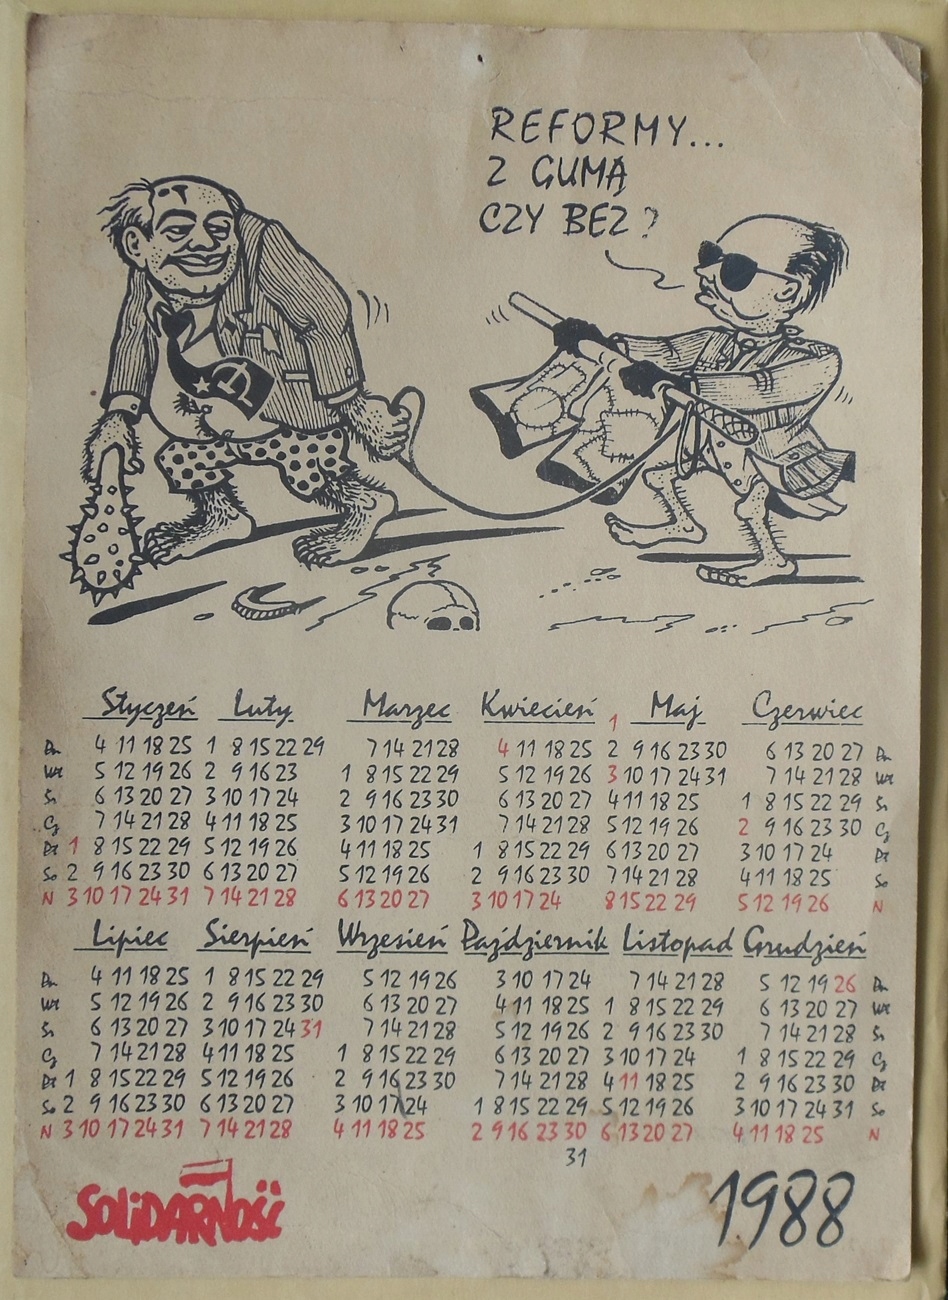 REFORMY...
Z GUMĄ
CZY BEZ?
Styczeń Luty Marzec Kwiecień 1 Maj Czerwiec
Pn 4 11 18 25 1 8 15 22 29 7 14 21 28 4 11 18 25 2 9 16 23 30 6 13 20 27 Pn
Wt 5 12 19 26 2 9 16 23 1 8 15 22 29 5 12 19 26 3 10 17 24 31 7 14 21 28 Wt
Śr 6 13 20 27 3 10 17 24 2 9 16 23 30 6 13 20 27 4 11 18 25 1 8 15 22 29 Śr
Cz 7 14 21 28 4 11 18 25 3 10 17 24 31 7 14 21 28 5 12 19 26 2 9 16 23 30 Cz
Pt 1 8 15 22 29 5 12 19 26 4 11 18 25 1 8 15 22 29 6 13 20 27 3 10 17 24 Pt
So 2 9 16 23 30 6 13 20 27 5 12 19 26 2 9 16 23 30 7 14 21 28 4 11 18 25 So
N 3 10 17 24 31 7 14 21 28 6 13 20 27 3 10 17 24 8 15 22 29 5 12 19 26 N
Lipiec Sierpień Wrzesień Październik Listopad Grudzień
Pn 4 11 18 25 1 8 15 22 29 5 12 19 26 3 10 17 24 7 14 21 28 5 12 19 26 Pn
Wt 5 12 19 26 2 9 16 23 30 6 13 20 27 4 11 18 25 1 8 15 22 29 6 13 20 27 Wt
Śr 6 13 20 27 3 10 17 24 31 7 14 21 28 5 12 19 26 2 9 16 23 30 7 14 21 28 Śr
Cz 7 14 21 28 4 11 18 25 1 8 15 22 29 6 13 20 27 3 10 17 24 1 8 15 22 29 Cz
Pt 1 8 15 22 29 5 12 19 26 2 9 16 23 30 7 14 21 28 4 11 18 25 2 9 16 23 30 Pt
So 2 9 16 23 30 6 13 20 27 3 10 17 24 1 8 15 22 29 5 12 19 26 3 10 17 24 31 So
N 3 10 17 24 31 7 14 21 28 4 11 18 25 2 9 16 23 30 6 13 20 27 4 11 18 25 N
31
SOLIDARNOŚĆ 1988